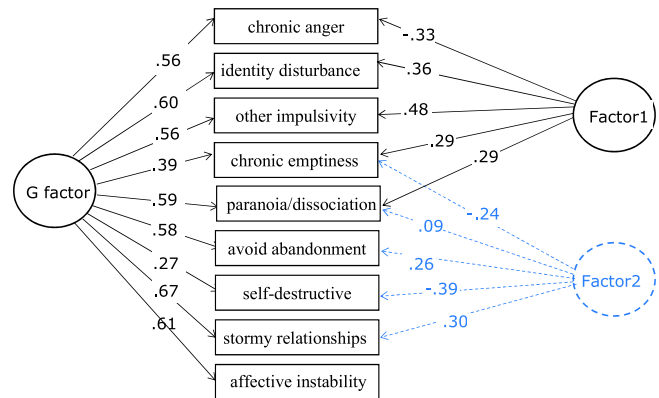 chronic anger
-.33
.56
identity disturbance
.36
.60
other impulsivity
.48
Factor1
.56
chronic emptiness
.29
.39
.29
G factor
paranoia/dissociation
.59
-.24
.09
.58
avoid abandonment
.26
.27
self-destructive
-.39
Factor2
.67
stormy relationships
.30
.61
affective instability